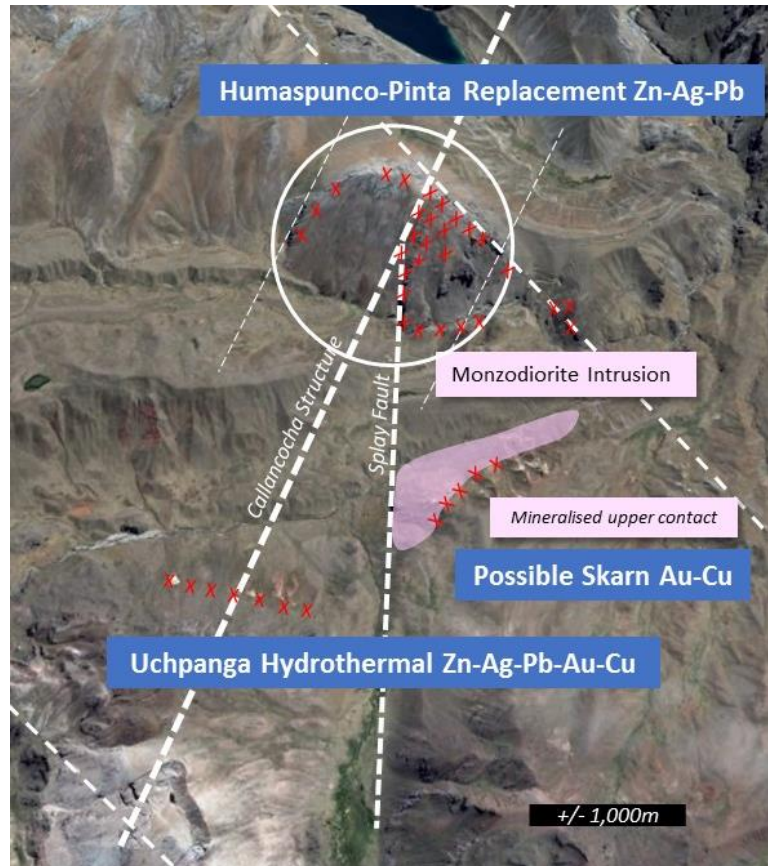 Humaspunco-Pinta Replacement Zn-Ag-Pb
Monzodiorite Intrusion
Callancocha Structure
Splay Fault
Mineralised upper contact
Possible Skarn Au-Cu
Uchpanga Hydrothermal Zn-Ag-Pb-Au-Cu
+/- 1,000m